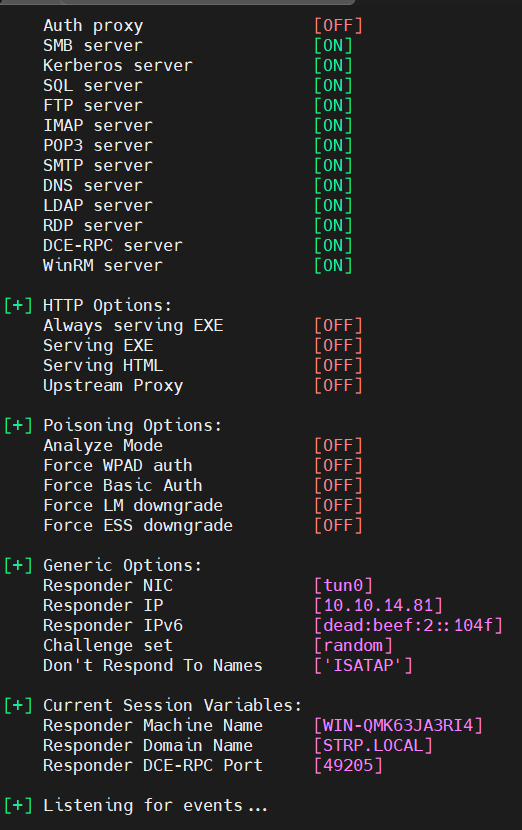 Auth proxy [OFF]
SMB server [ON]
Kerberos server [ON]
SQL server [ON]
FTP server [ON]
IMAP server [ON]
POP3 server [ON]
SMTP server [ON]
DNS server [ON]
LDAP server [ON]
RDP server [ON]
DCE-RPC server [ON]
WinRM server [ON]
[+] HTTP Options:
Always serving EXE [OFF]
Serving EXE [OFF]
Serving HTML [OFF]
Upstream Proxy [OFF]
[+] Poisoning Options:
Analyze Mode [OFF]
Force WPAD auth [OFF]
Force Basic Auth [OFF]
Force LM downgrade [OFF]
Force ESS downgrade [OFF]
[+] Generic Options:
Responder NIC [tun0]
Responder IP [10.10.14.81]
Responder IPv6 [dead:beef:2::104f]
Challenge set [random]
Don't Respond To Names ['ISATAP']
[+] Current Session Variables:
Responder Machine Name [WIN-QMK63JA3RI4]
Responder Domain Name [STRP.LOCAL]
Responder DCE-RPC Port [49205]
[+] Listening for events...